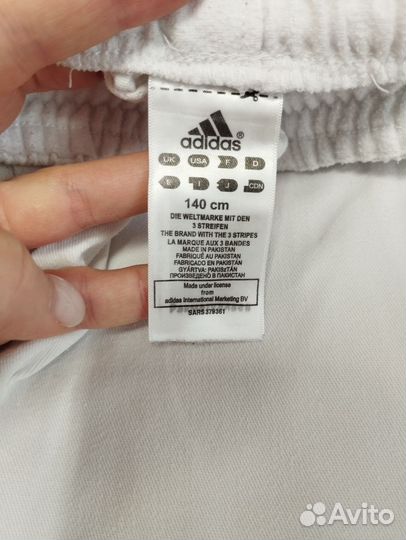 adidas
UK USA F D
E I J CDN
140 cm
DIE WELTMARKE MIT DEN
3 STREIFEN
THE BRAND WITH THE 3 STRIPES
LA MARQUE AUX 3 BANDES
MADE IN PAKISTAN
FABRIQUÉ AU PAKISTAN
FABRICADO EN PAKISTAN
GYÁRTVA: PAKISZTÁN
ПРОИЗВЕДЕНО В ПАКИСТАН
Made under license
from
adidas International Marketing BV
SARS 379361
Avito